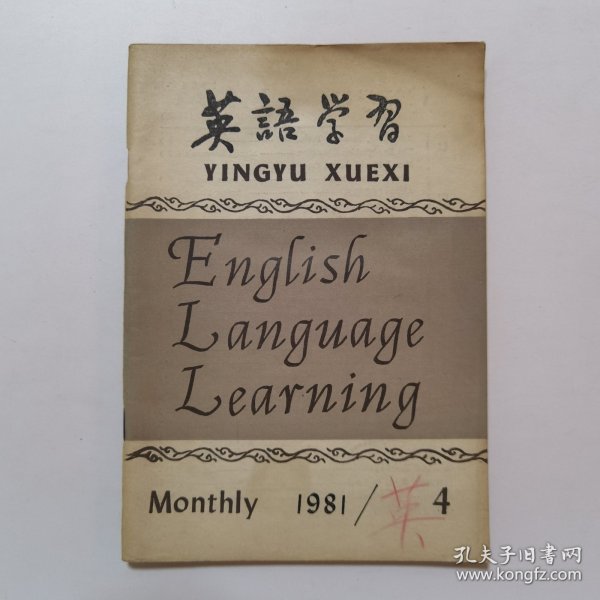 英語学習
YINGYU XUEXI
English
Language
Learning
Monthly 1981/ 英 4
孔夫子旧书网
www.kongfz.com